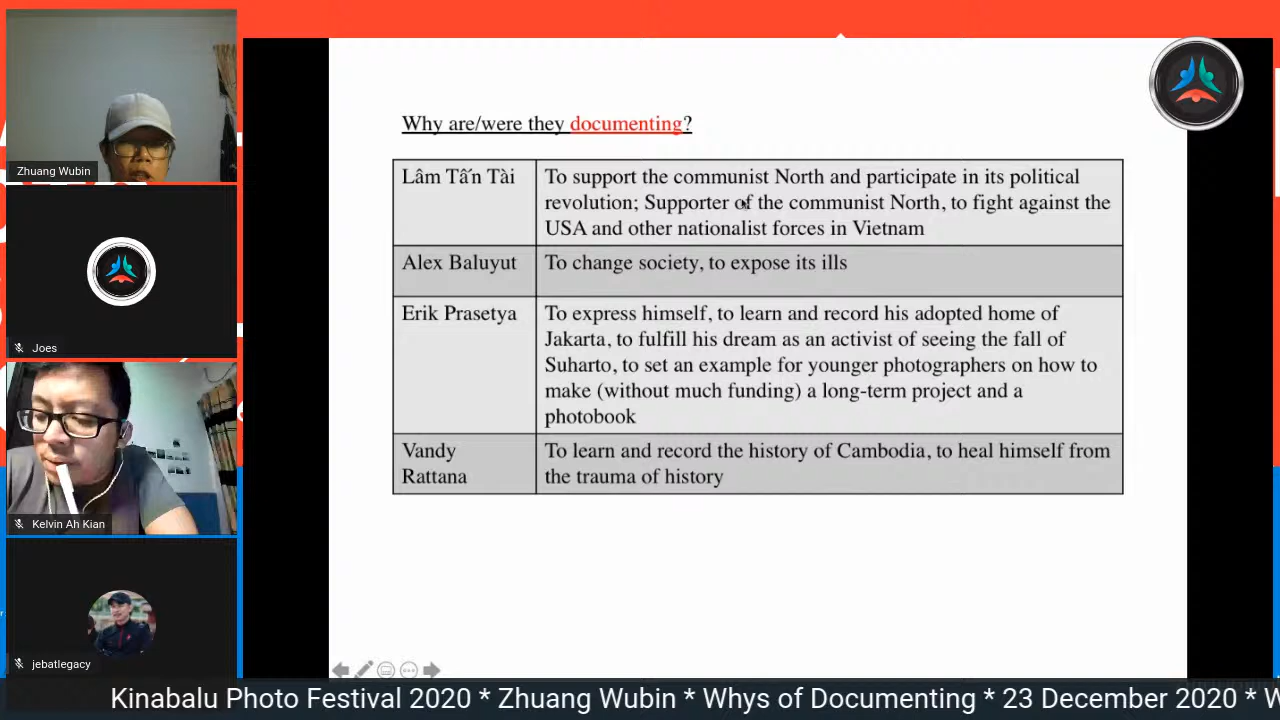 Zhuang Wubin
Joes
Kelvin Ah Kian
jebatlegacy
Why are/were they documenting?
Lâm Tấn Tài
To support the communist North and participate in its political
revolution; Supporter of the communist North, to fight against the
USA and other nationalist forces in Vietnam
Alex Baluyut
To change society, to expose its ills
Erik Prasetya
To express himself, to learn and record his adopted home of
Jakarta, to fulfill his dream as an activist of seeing the fall of
Suharto, to set an example for younger photographers on how to
make (without much funding) a long-term project and a
photobook
Vandy
Rattana
To learn and record the history of Cambodia, to heal himself from
the trauma of history
Kinabalu Photo Festival 2020 * Zhuang Wubin * Whys of Documenting * 23 December 2020 * W